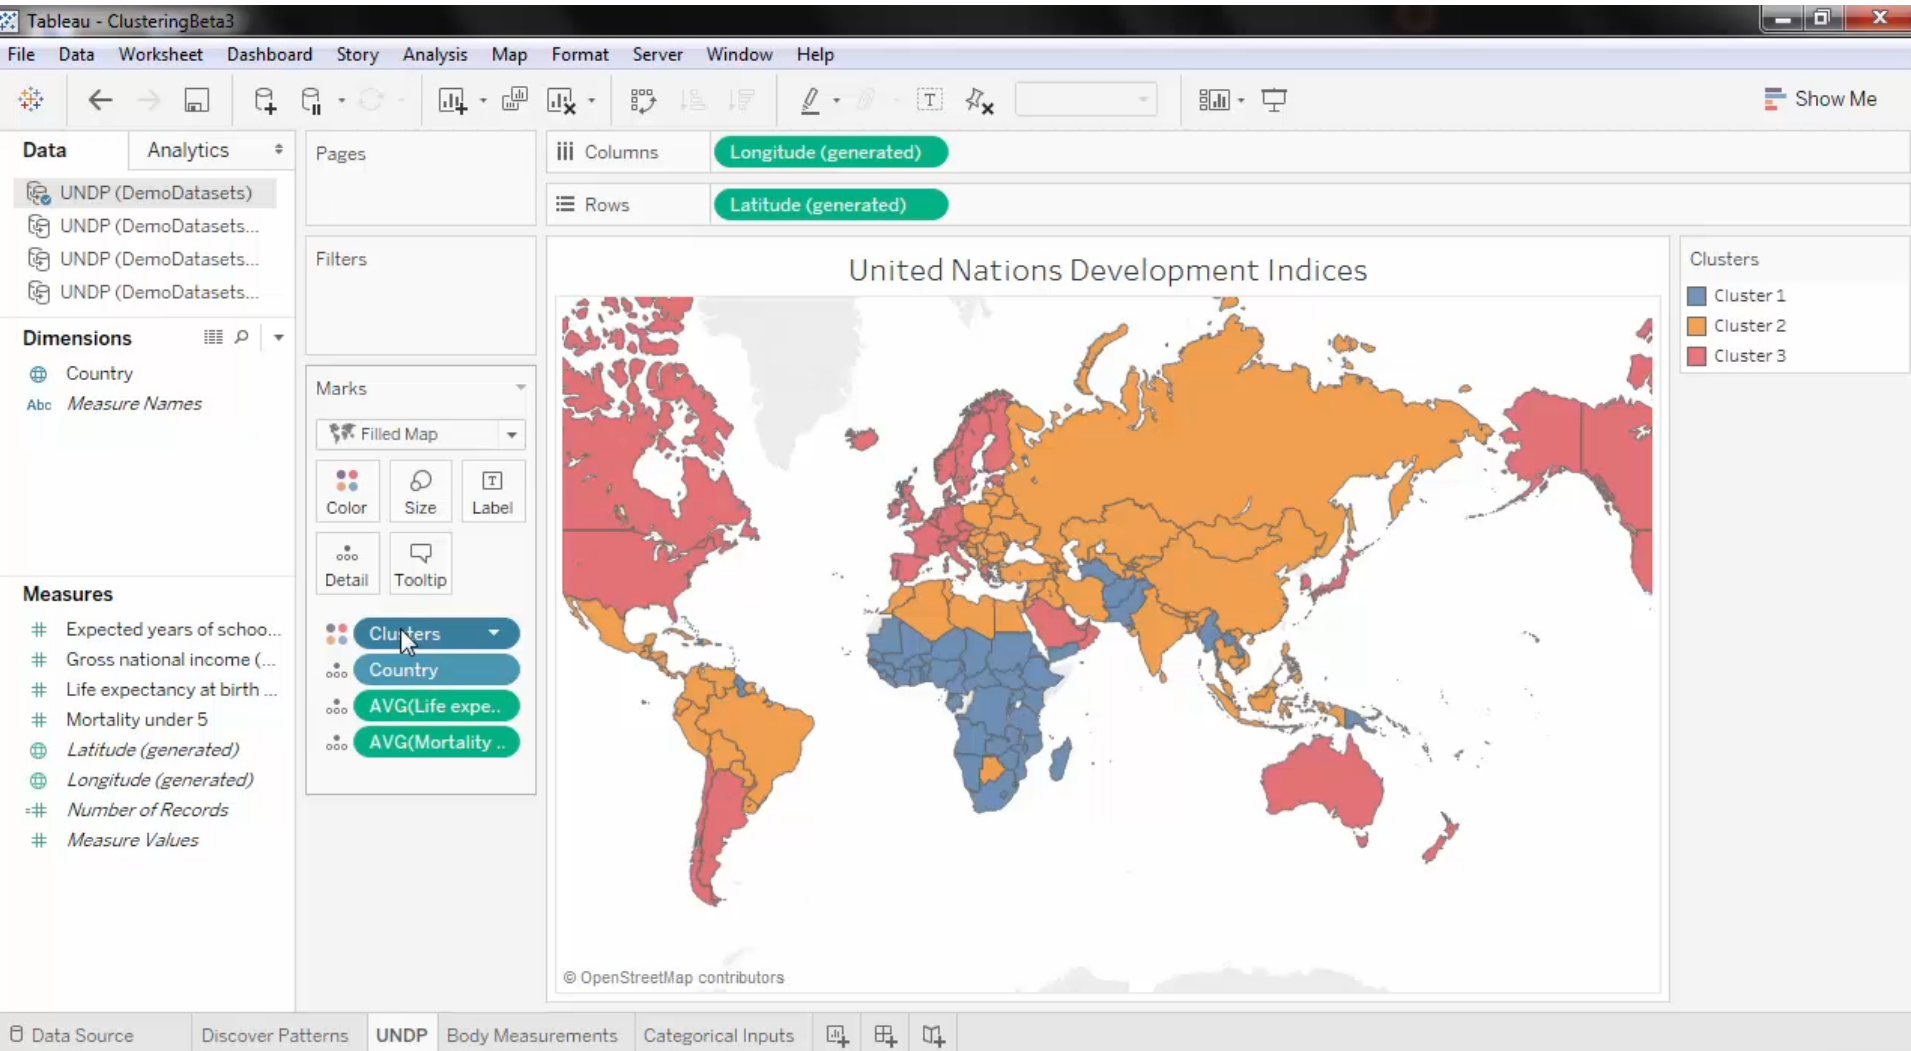 Tableau - ClusteringBeta3
File Data Worksheet Dashboard Story Analysis Map Format Server Window Help
Show Me
Data Analytics
UNDP (DemoDatasets)
UNDP (DemoDatasets...
UNDP (DemoDatasets...
UNDP (DemoDatasets...
Dimensions
Country
Abc Measure Names
Measures
Expected years of schoo...
Gross national income (...
Life expectancy at birth ...
Mortality under 5
Latitude (generated)
Longitude (generated)
Number of Records
Measure Values
Pages
Filters
Marks
Filled Map
Color Size Label
Detail Tooltip
Clusters
Country
AVG(Life expe..
AVG(Mortality ..
Columns Longitude (generated)
Rows Latitude (generated)
United Nations Development Indices
© OpenStreetMap contributors
Clusters
Cluster 1
Cluster 2
Cluster 3
Data Source Discover Patterns UNDP Body Measurements Categorical Inputs